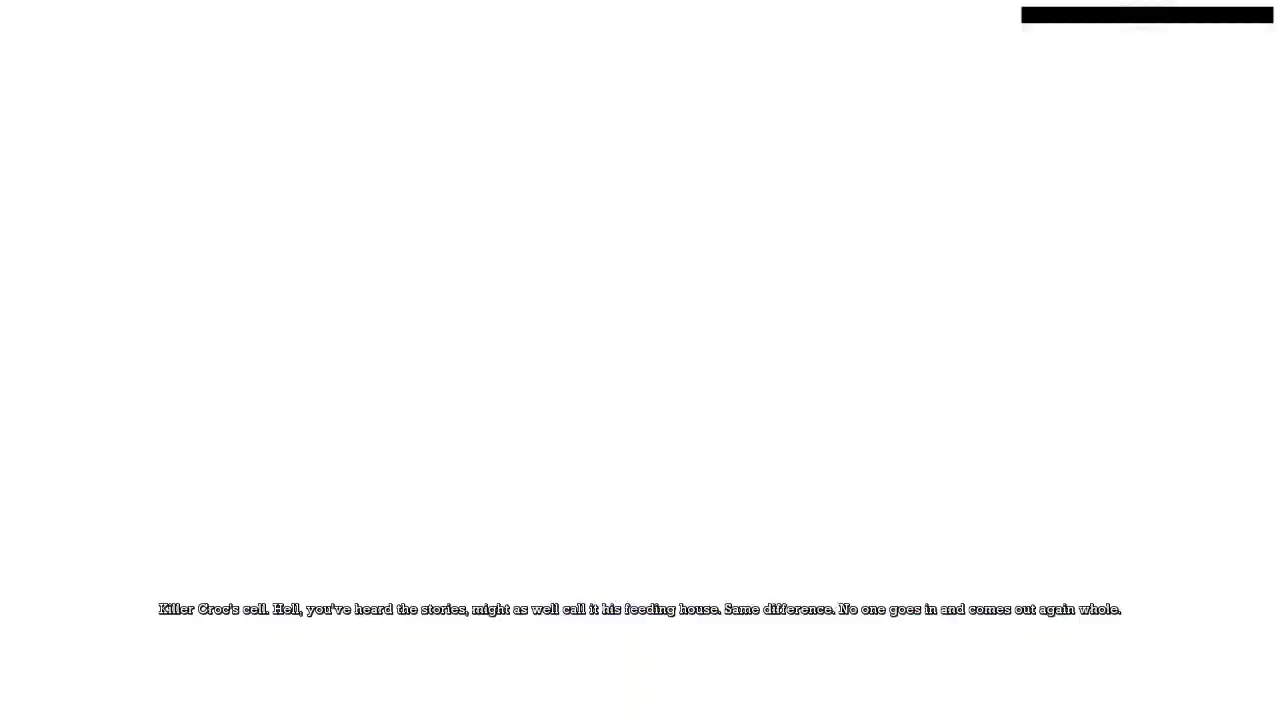 Killer Croc's cell. Hell, you've heard the stories, might as well call it his feeding house. Same difference. No one goes in and comes out again whole.